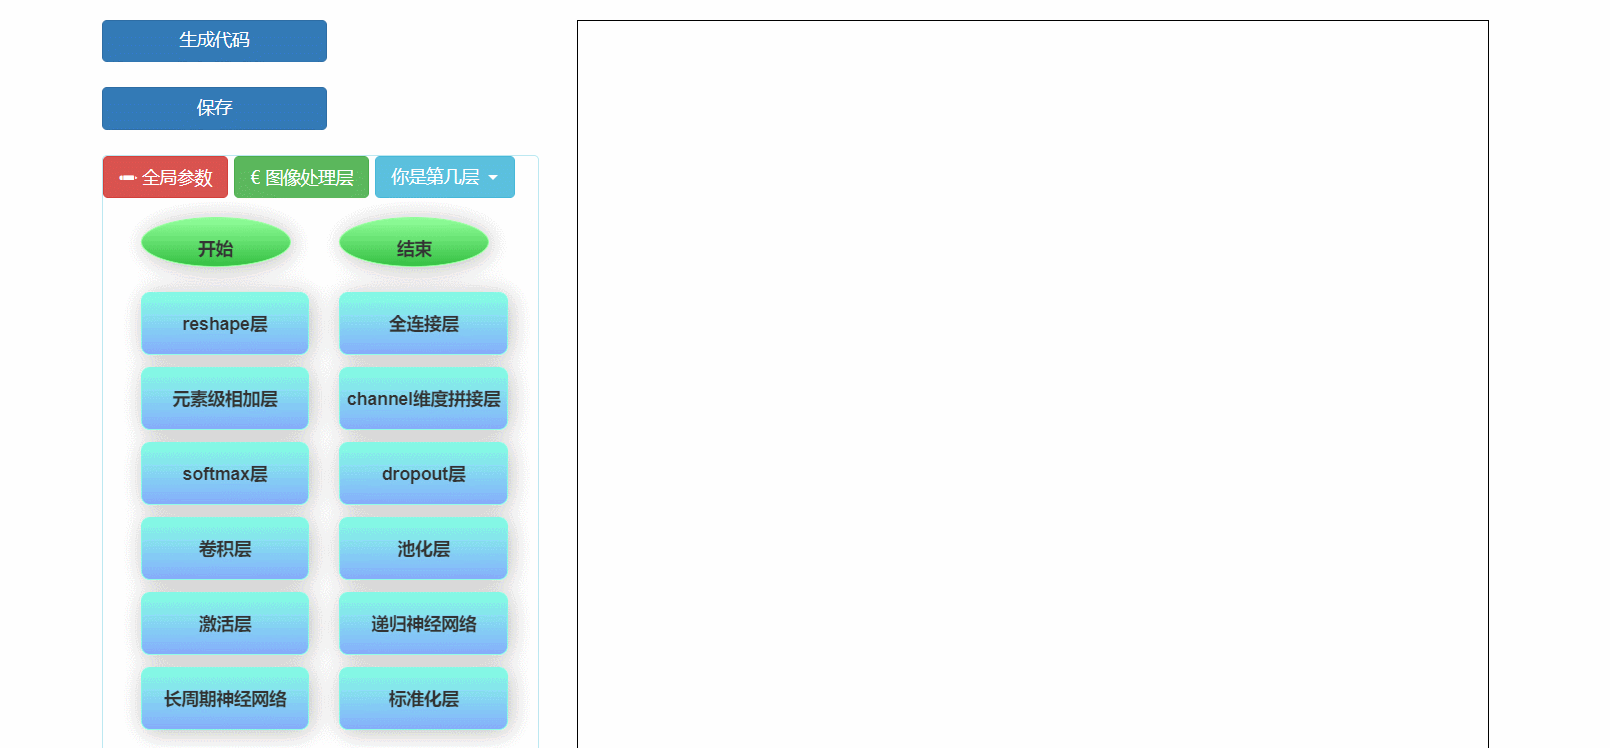 生成代码
保存
全局参数
€ 图像处理层
你是第几层
开始
结束
reshape层
全连接层
元素级相加层
channel维度拼接层
softmax层
dropout层
卷积层
池化层
激活层
递归神经网络
长周期神经网络
标准化层